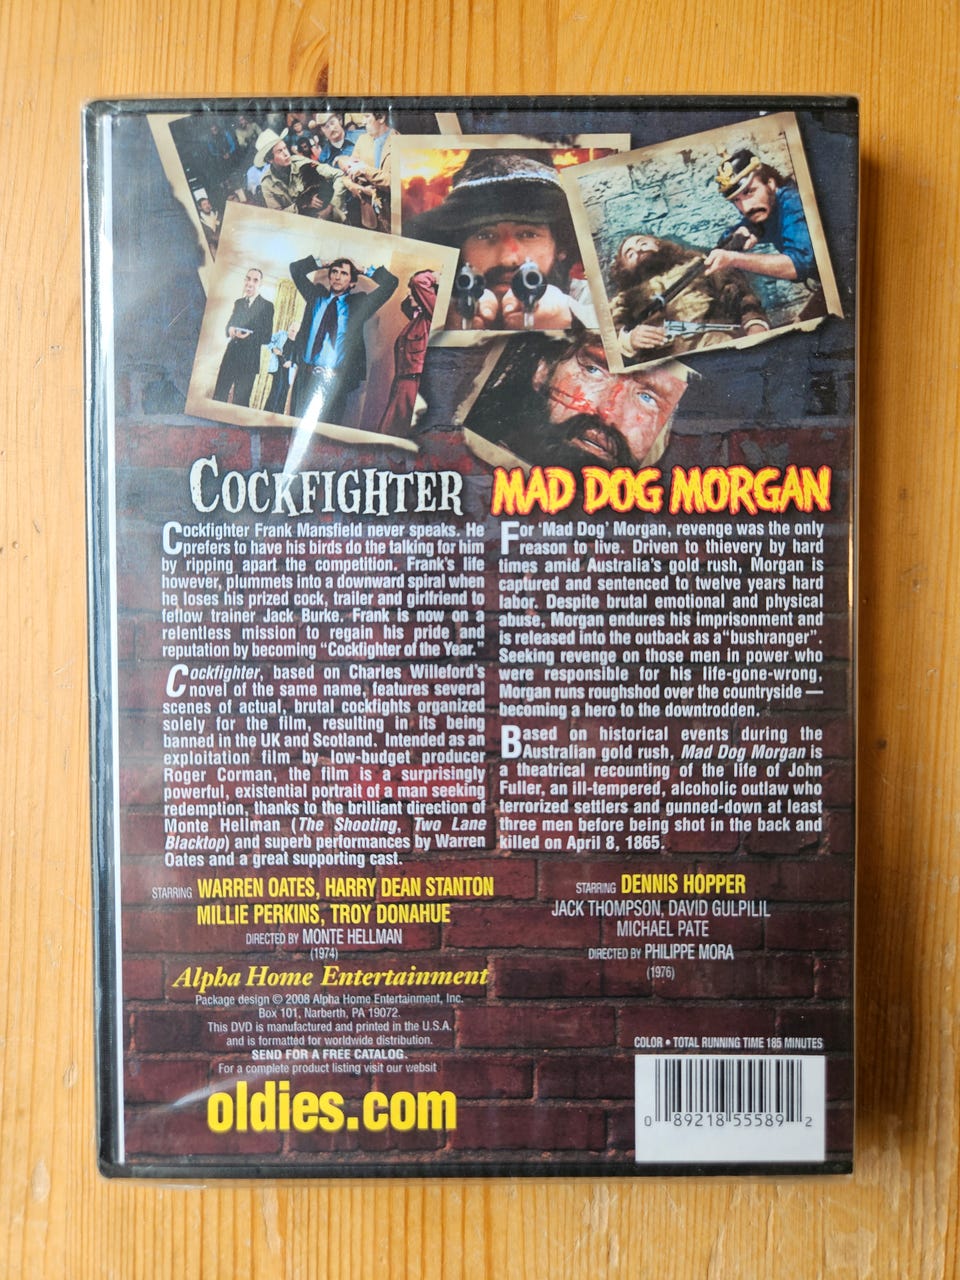 COCKFIGHTER
Cockfighter Frank Mansfield never speaks. He
prefers to have his birds do the talking for him
by ripping apart the competition. Frank's life
however, plummets into a downward spiral when
he loses his prized cock, trailer and girlfriend to
fellow trainer Jack Burke. Frank is now on a
relentless mission to regain his pride and
reputation by becoming "Cockfighter of the Year."
Cockfighter, based on Charles Willeford's
novel of the same name, features several
scenes of actual, brutal cockfights organized
solely for the film, resulting in its being
banned in the UK and Scotland. Intended as an
exploitation film by low-budget producer
Roger Corman, the film is a surprisingly
powerful, existential portrait of a man seeking
redemption, thanks to the brilliant direction of
Monte Hellman (The Shooting, Two Lane
Blacktop) and superb performances by Warren
Oates and a great supporting cast.
STARRING WARREN OATES, HARRY DEAN STANTON
MILLIE PERKINS, TROY DONAHUE
DIRECTED BY MONTE HELLMAN
(1974)
MAD DOG MORGAN
For 'Mad Dog' Morgan, revenge was the only
reason to live. Driven to thievery by hard
times amid Australia's gold rush, Morgan is
captured and sentenced to twelve years hard
labor. Despite brutal emotional and physical
abuse, Morgan endures his imprisonment and
is released into the outback as a "bushranger".
Seeking revenge on those men in power who
were responsible for his life-gone-wrong,
Morgan runs roughshod over the countryside —
becoming a hero to the downtrodden.
Based on historical events during the
Australian gold rush, Mad Dog Morgan is
a theatrical recounting of the life of John
Fuller, an ill-tempered, alcoholic outlaw who
terrorized settlers and gunned-down at least
three men before being shot in the back and
killed on April 8, 1865.
STARRING DENNIS HOPPER
JACK THOMPSON, DAVID GULPILIL
MICHAEL PATE
DIRECTED BY PHILIPPE MORA
(1976)
Alpha Home Entertainment
Package design © 2008 Alpha Home Entertainment, Inc.
Box 101, Narberth, PA 19072.
This DVD is manufactured and printed in the U.S.A.
and is formatted for worldwide distribution.
SEND FOR A FREE CATALOG.
For a complete product listing visit our websit
oldies.com
COLOR • TOTAL RUNNING TIME 185 MINUTES
0 89218 55589 2